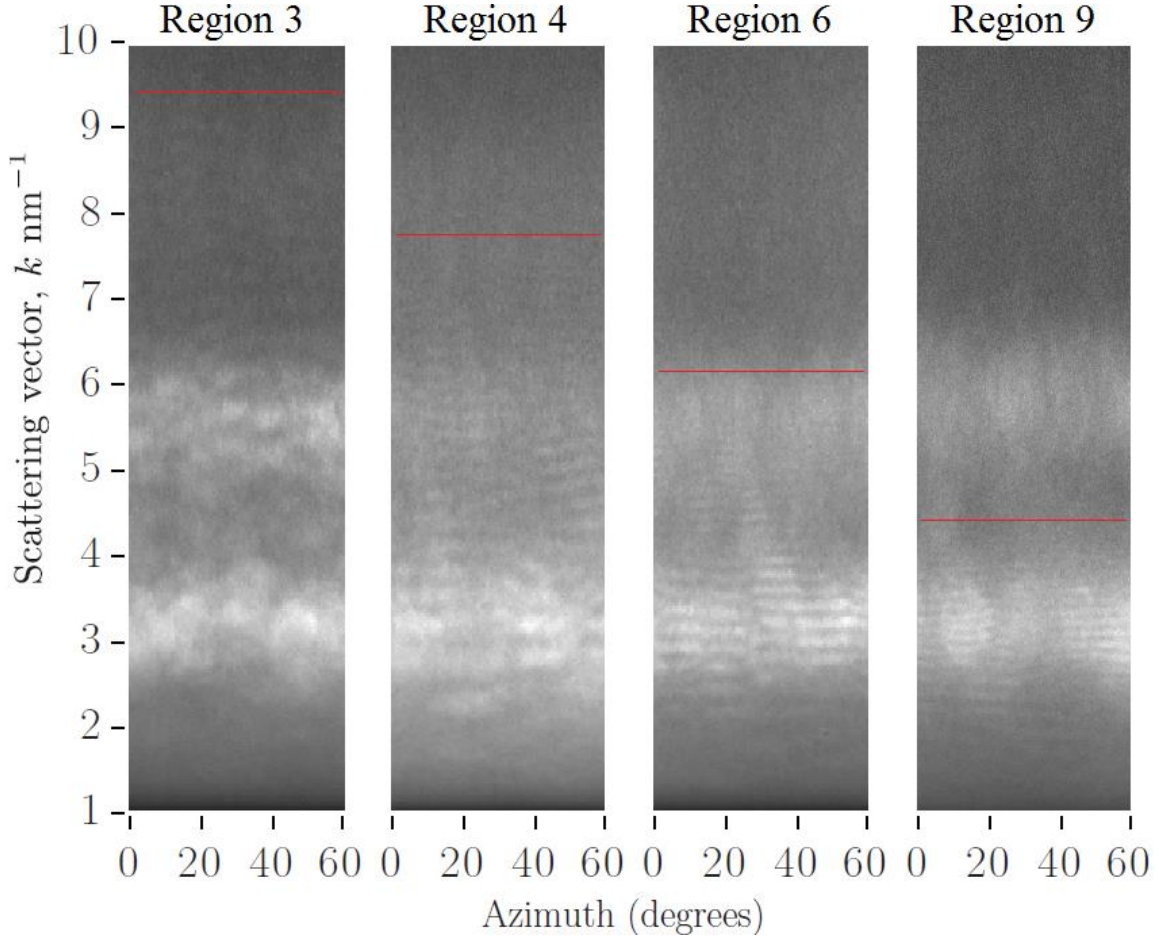 Region 3 Region 4 Region 6 Region 9
10
9
8
7
6
5
4
3
2
1
Scattering vector, k nm⁻¹
0 20 40 60 0 20 40 60 0 20 40 60 0 20 40 60
Azimuth (degrees)